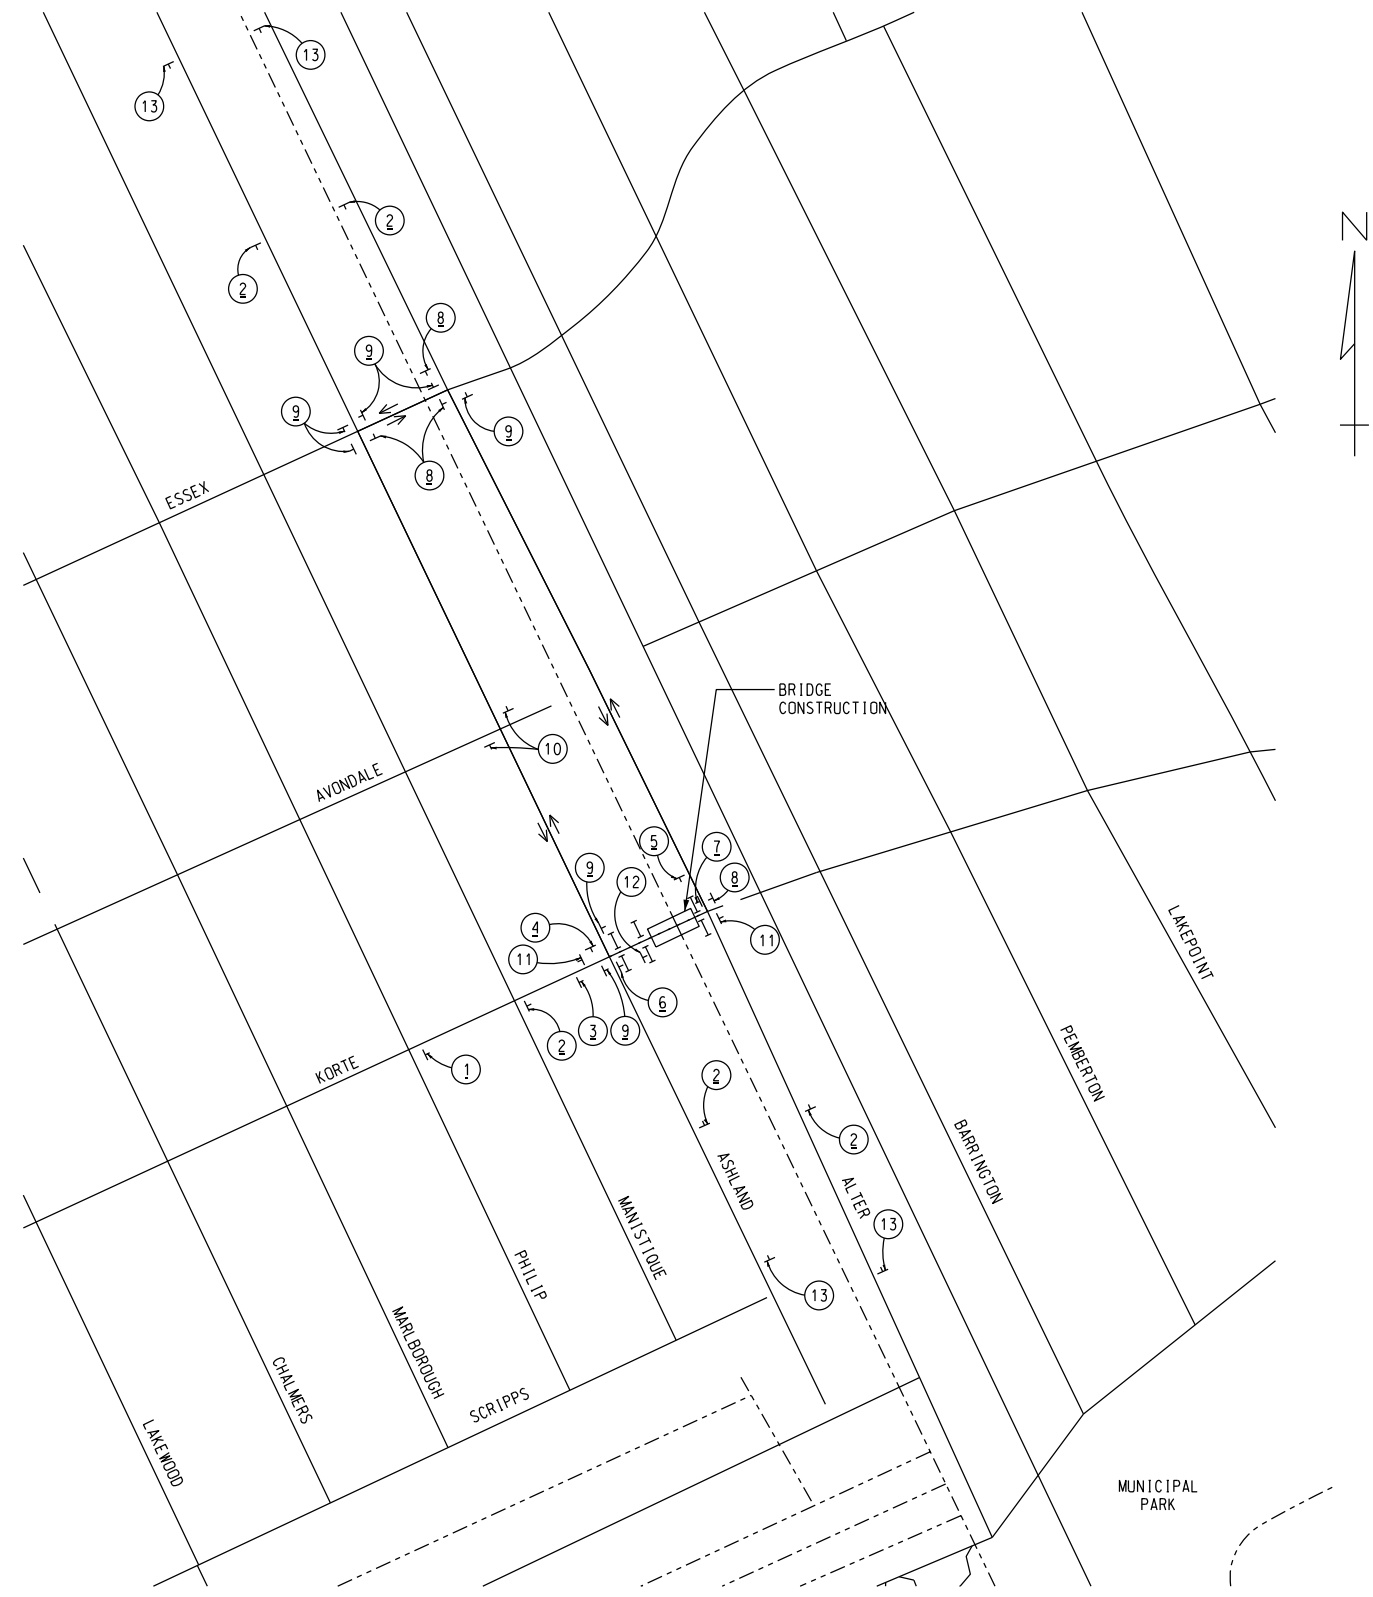 13
13
N
2
2
8
9
9
9
8
ESSEX
BRIDGE
CONSTRUCTION
10
AVONDALE
5
7
9
12
8
4
11
11
LAKEPOINT
6
3
9
2
1
KORTE
PEMBERTON
2
2
BARRINGTON
ASHLAND
ALTER
13
MANISTIQUE
PHILIP
13
MARLBOROUGH
CHALMERS
SCRIPPS
LAKEWOOD
MUNICIPAL
PARK